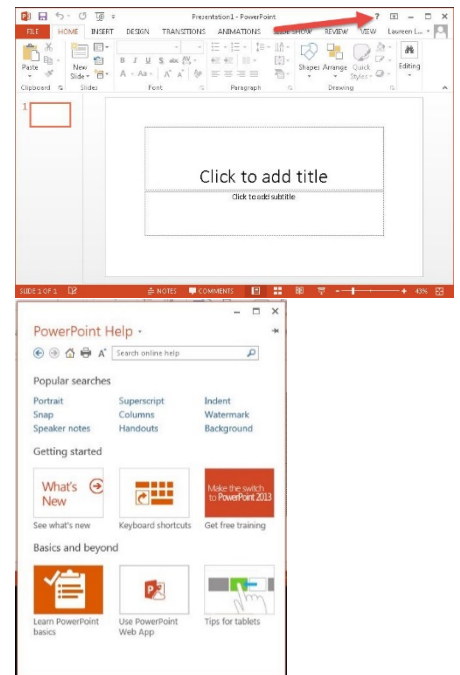 Presentation1 - PowerPoint
?
FILE HOME INSERT DESIGN TRANSITIONS ANIMATIONS SLIDE SHOW REVIEW VIEW Laureen L...
Paste New Slide Shapes Arrange Quick Styles Editing
B I U S abc AV
A Aa A A
Clipboard Slides Font Paragraph Drawing
1
Click to add title
Click to add subtitle
SLIDE 1 OF 1 NOTES COMMENTS 43%
PowerPoint Help
Search online help
Popular searches
Portrait Superscript Indent
Snap Columns Watermark
Speaker notes Handouts Background
Getting started
What's New
Make the switch to PowerPoint 2013
See what's new Keyboard shortcuts Get free training
Basics and beyond
Learn PowerPoint basics
Use PowerPoint Web App
Tips for tablets